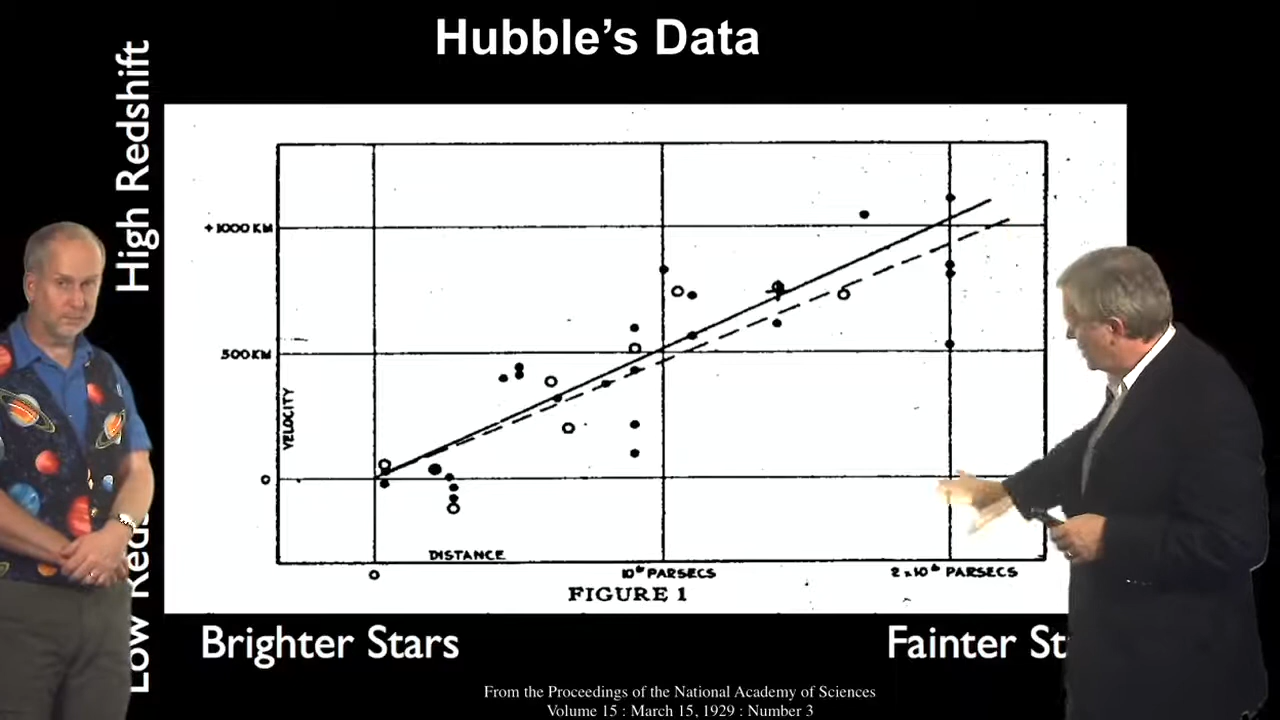 Hubble's Data
High Redshift
+1000 KM
500 KM
VELOCITY
0
DISTANCE
0
10⁶ PARSECS
2 x 10⁶ PARSECS
FIGURE 1
Low
Brighter Stars
Fainter
From the Proceedings of the National Academy of Sciences
Volume 15 : March 15, 1929 : Number 3